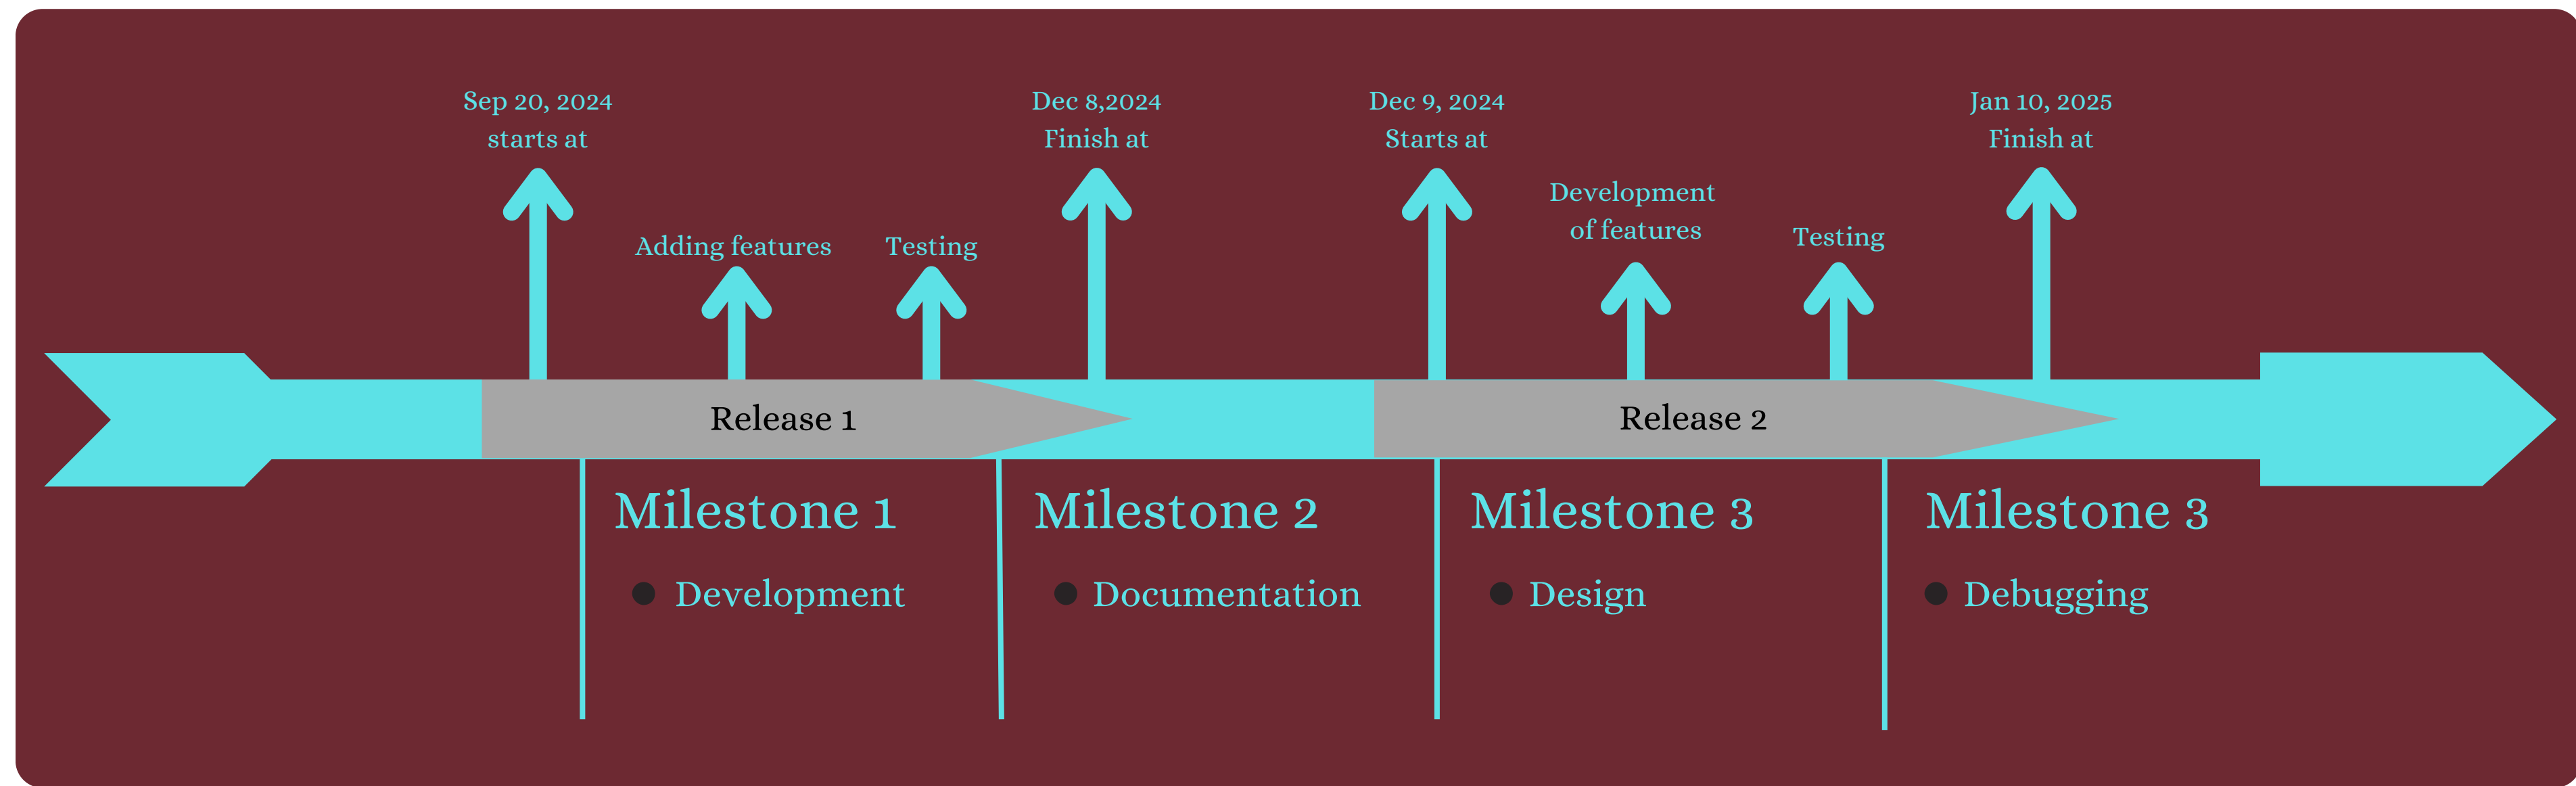 Sep 20, 2024
starts at
Dec 8,2024
Finish at
Dec 9, 2024
Starts at
Jan 10, 2025
Finish at
Adding features
Testing
Development
of features
Testing
Release 1
Release 2
Milestone 1
Milestone 2
Milestone 3
Milestone 3
Development
Documentation
Design
Debugging